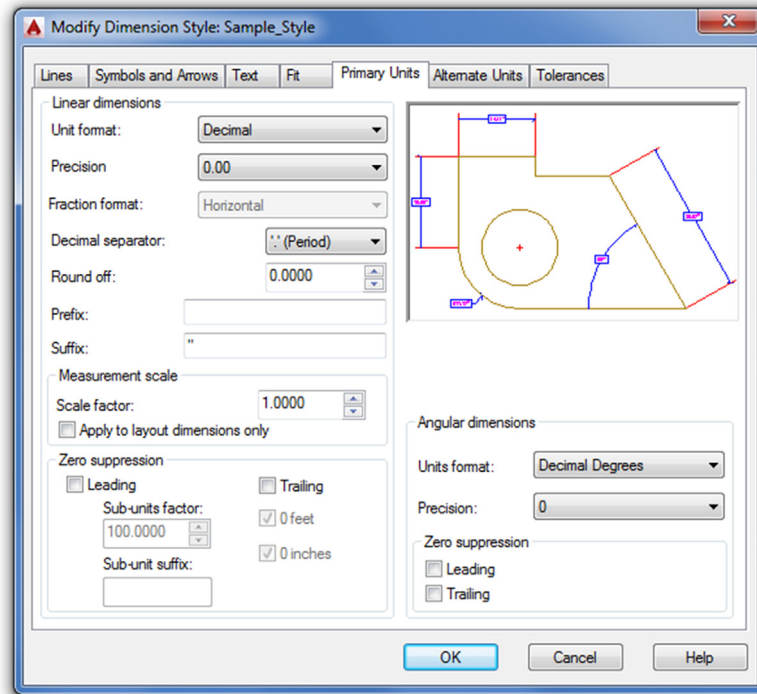 Modify Dimension Style: Sample_Style
Lines Symbols and Arrows Text Fit Primary Units Alternate Units Tolerances
Linear dimensions
Unit format: Decimal
Precision 0.00
Fraction format: Horizontal
Decimal separator: '.' (Period)
Round off: 0.0000
Prefix:
Suffix: "
Measurement scale
Scale factor: 1.0000
Apply to layout dimensions only
Zero suppression
Leading
Sub-units factor:
100.0000
Sub-unit suffix:
Trailing
0 feet
0 inches
Angular dimensions
Units format: Decimal Degrees
Precision: 0
Zero suppression
Leading
Trailing
OK Cancel Help